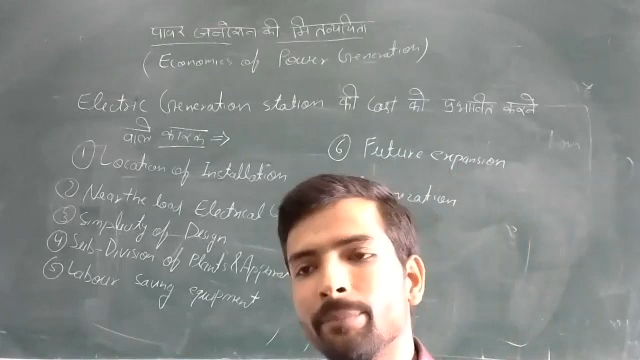 पावर जनरेशन की मितव्ययिता
(Economics of Power Generation)
Electric Generation station की Cost को प्रभावित करने
वाले कारक ⇒
① Location of Installation
② Near the load Electrical
③ Simplicity of Design
④ Sub-Division of Plants &
⑤ Labour saving equipment
⑥ Future expansion